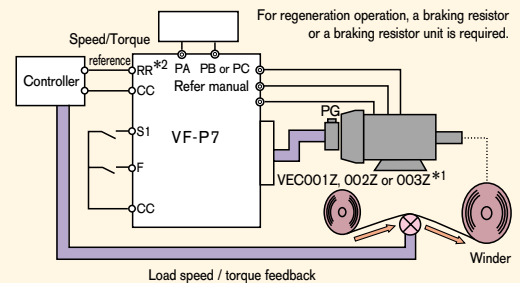 For regeneration operation, a braking resistor
or a braking resistor unit is required.
Speed/Torque
reference
Controller
RR*2
PA
PB or PC
CC
Refer manual
PG
S1
VF-P7
F
VEC001Z, 002Z or 003Z*1
CC
Winder
Load speed / torque feedback